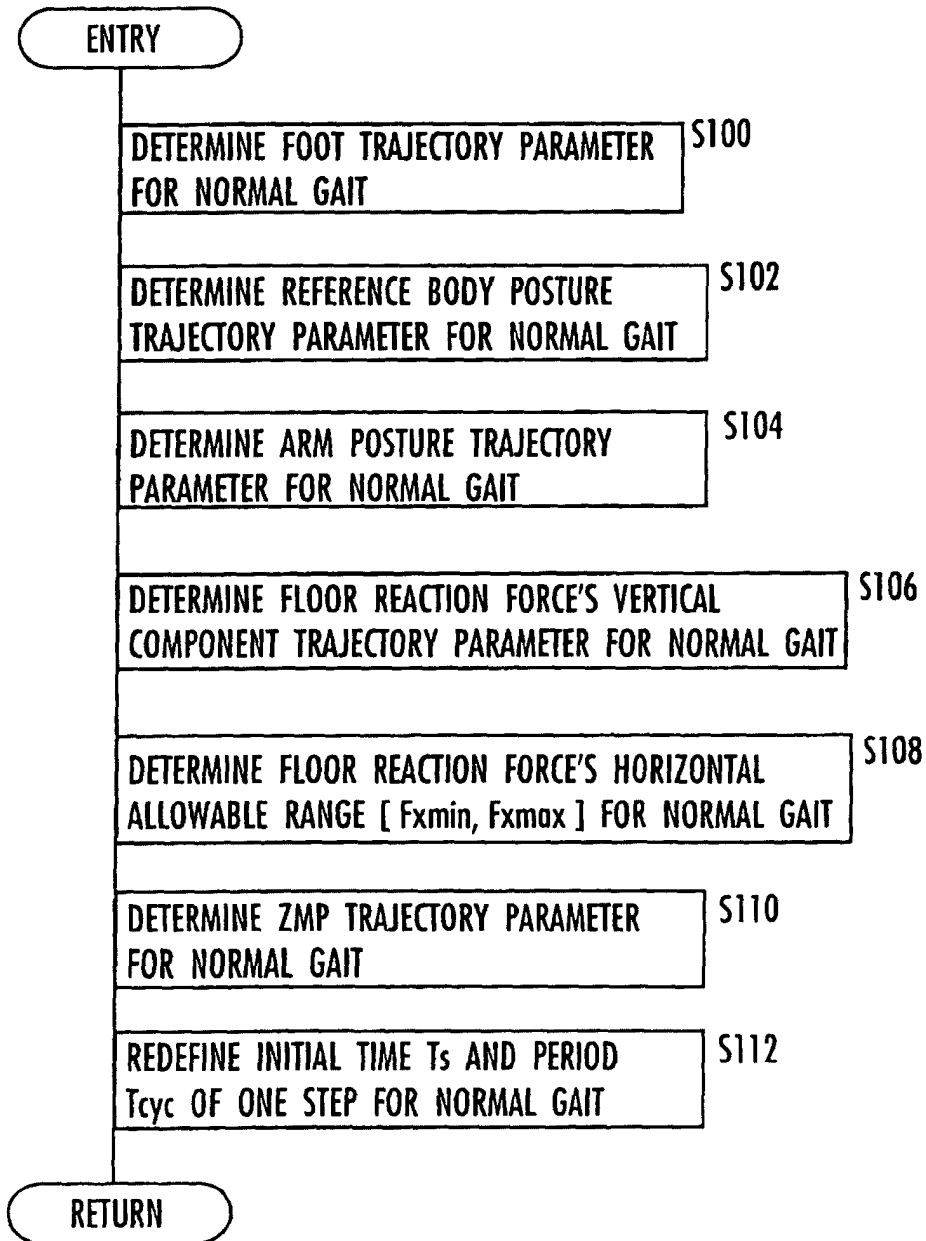 ENTRY
DETERMINE FOOT TRAJECTORY PARAMETER
FOR NORMAL GAIT
S100
DETERMINE REFERENCE BODY POSTURE
TRAJECTORY PARAMETER FOR NORMAL GAIT
S102
DETERMINE ARM POSTURE TRAJECTORY
PARAMETER FOR NORMAL GAIT
S104
DETERMINE FLOOR REACTION FORCE'S VERTICAL
COMPONENT TRAJECTORY PARAMETER FOR NORMAL GAIT
S106
DETERMINE FLOOR REACTION FORCE'S HORIZONTAL
ALLOWABLE RANGE [ Fxmin, Fxmax ] FOR NORMAL GAIT
S108
DETERMINE ZMP TRAJECTORY PARAMETER
FOR NORMAL GAIT
S110
REDEFINE INITIAL TIME Ts AND PERIOD
Tcyc OF ONE STEP FOR NORMAL GAIT
S112
RETURN